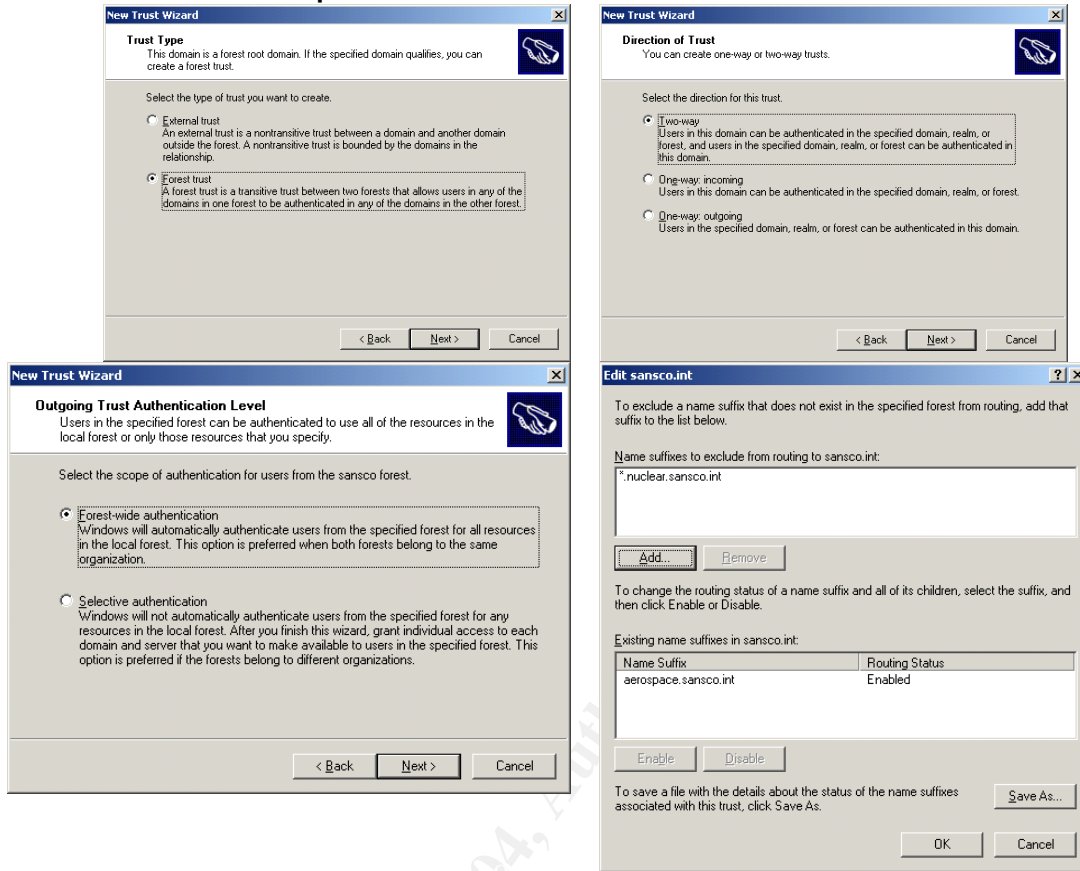 New Trust Wizard
Trust Type
This domain is a forest root domain. If the specified domain qualifies, you can
create a forest trust.
Select the type of trust you want to create.
External trust
An external trust is a nontransitive trust between a domain and another domain
outside the forest. A nontransitive trust is bounded by the domains in the
relationship.
Forest trust
A forest trust is a transitive trust between two forests that allows users in any of the
domains in one forest to be authenticated in any of the domains in the other forest.
< Back
Next >
Cancel
New Trust Wizard
Direction of Trust
You can create one-way or two-way trusts.
Select the direction for this trust.
Two-way
Users in this domain can be authenticated in the specified domain, realm, or
forest, and users in the specified domain, realm, or forest can be authenticated in
this domain.
One-way: incoming
Users in this domain can be authenticated in the specified domain, realm, or forest.
One-way: outgoing
Users in the specified domain, realm, or forest can be authenticated in this domain.
< Back
Next >
Cancel
New Trust Wizard
Outgoing Trust Authentication Level
Users in the specified forest can be authenticated to use all of the resources in the
local forest or only those resources that you specify.
Select the scope of authentication for users from the sansco forest.
Forest-wide authentication
Windows will automatically authenticate users from the specified forest for all resources
in the local forest. This option is preferred when both forests belong to the same
organization.
Selective authentication
Windows will not automatically authenticate users from the specified forest for any
resources in the local forest. After you finish this wizard, grant individual access to each
domain and server that you want to make available to users in the specified forest. This
option is preferred if the forests belong to different organizations.
< Back
Next >
Cancel
Edit sansco.int
To exclude a name suffix that does not exist in the specified forest from routing, add that
suffix to the list below.
Name suffixes to exclude from routing to sansco.int:
*.nuclear.sansco.int
Add...
Remove
To change the routing status of a name suffix and all of its children, select the suffix, and
then click Enable or Disable.
Existing name suffixes in sansco.int:
Name Suffix Routing Status
aerospace.sansco.int Enabled
Enable
Disable
To save a file with the details about the status of the name suffixes
associated with this trust, click Save As.
Save As...
OK
Cancel
04, Auth